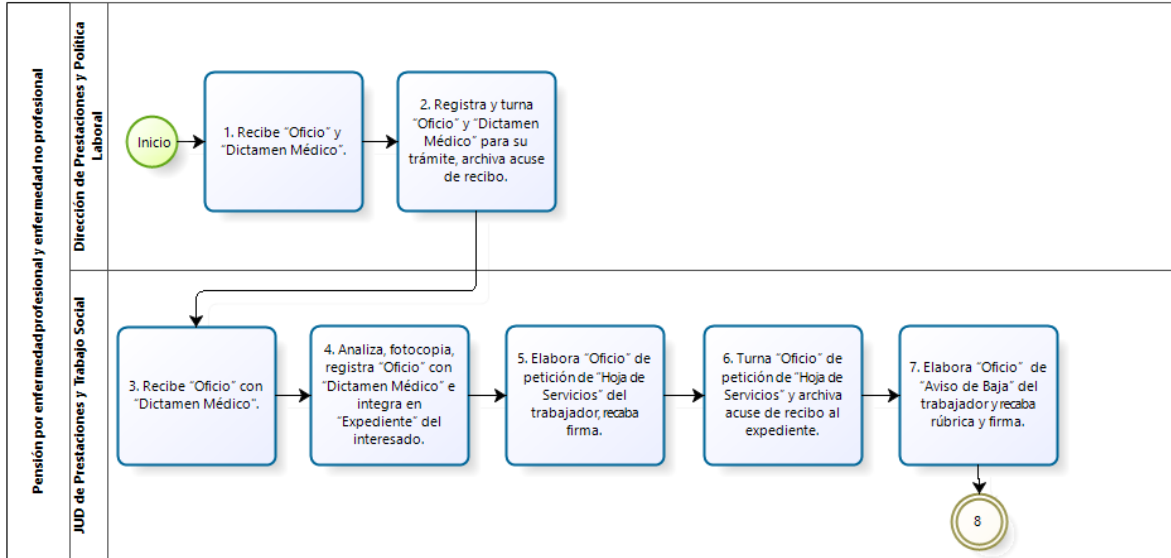 Pensión por enfermedad profesional y enfermedad no profesional
Dirección de Prestaciones y Política
Laboral
Inicio
1. Recibe “Oficio” y
“Dictamen Médico”.
2. Registra y turna
“Oficio” y “Dictamen
Médico” para su
trámite, archiva acuse
de recibo.
JUD de Prestaciones y Trabajo Social
3. Recibe “Oficio” con
“Dictamen Médico”.
4. Analiza, fotocopia,
registra “Oficio” con
“Dictamen Médico” e
integra en
“Expediente” del
interesado.
5. Elabora “Oficio” de
petición de “Hoja de
Servicios” del
trabajador, recaba
firma.
6. Turna “Oficio” de
petición de “Hoja de
Servicios” y archiva
acuse de recibo al
expediente.
7. Elabora “Oficio” de
“Aviso de Baja” del
trabajador y recaba
rúbrica y firma.
8